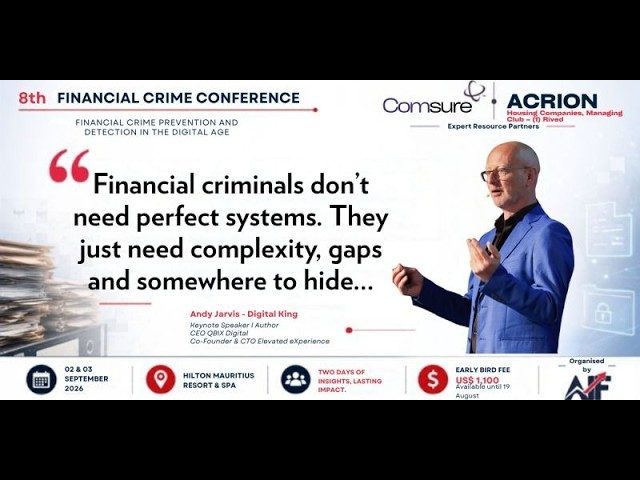 8th FINANCIAL CRIME CONFERENCE
FINANCIAL CRIME PREVENTION AND
DETECTION IN THE DIGITAL AGE
Comsure
ACRION
Housing Companies, Managing
Club – (1) Rived
Expert Resource Partners
“Financial criminals don’t
need perfect systems. They
just need complexity, gaps
and somewhere to hide...
Andy Jarvis - Digital King
Keynote Speaker I Author
CEO QBIX Digital
Co-Founder & CTO Elevated eXperience
02 & 03
SEPTEMBER
2026
HILTON MAURITIUS
RESORT & SPA
TWO DAYS OF
INSIGHTS, LASTING
IMPACT.
EARLY BIRD FEE
US$ 1,100
Available until 19
August
Organised
by
AIF